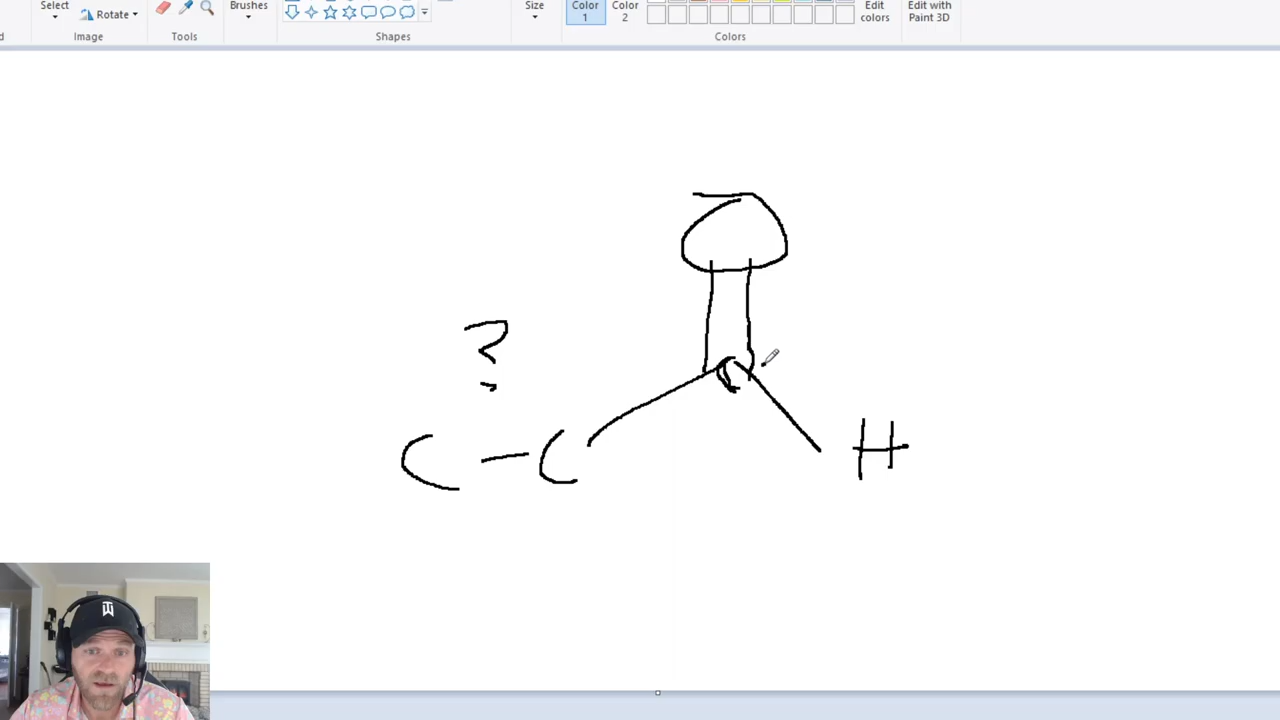 Select
Rotate
Image
Tools
Brushes
Shapes
Size
Color
1
Color
2
Colors
Edit
colors
Edit with
Paint 3D
O
?
C
C - C
H
W